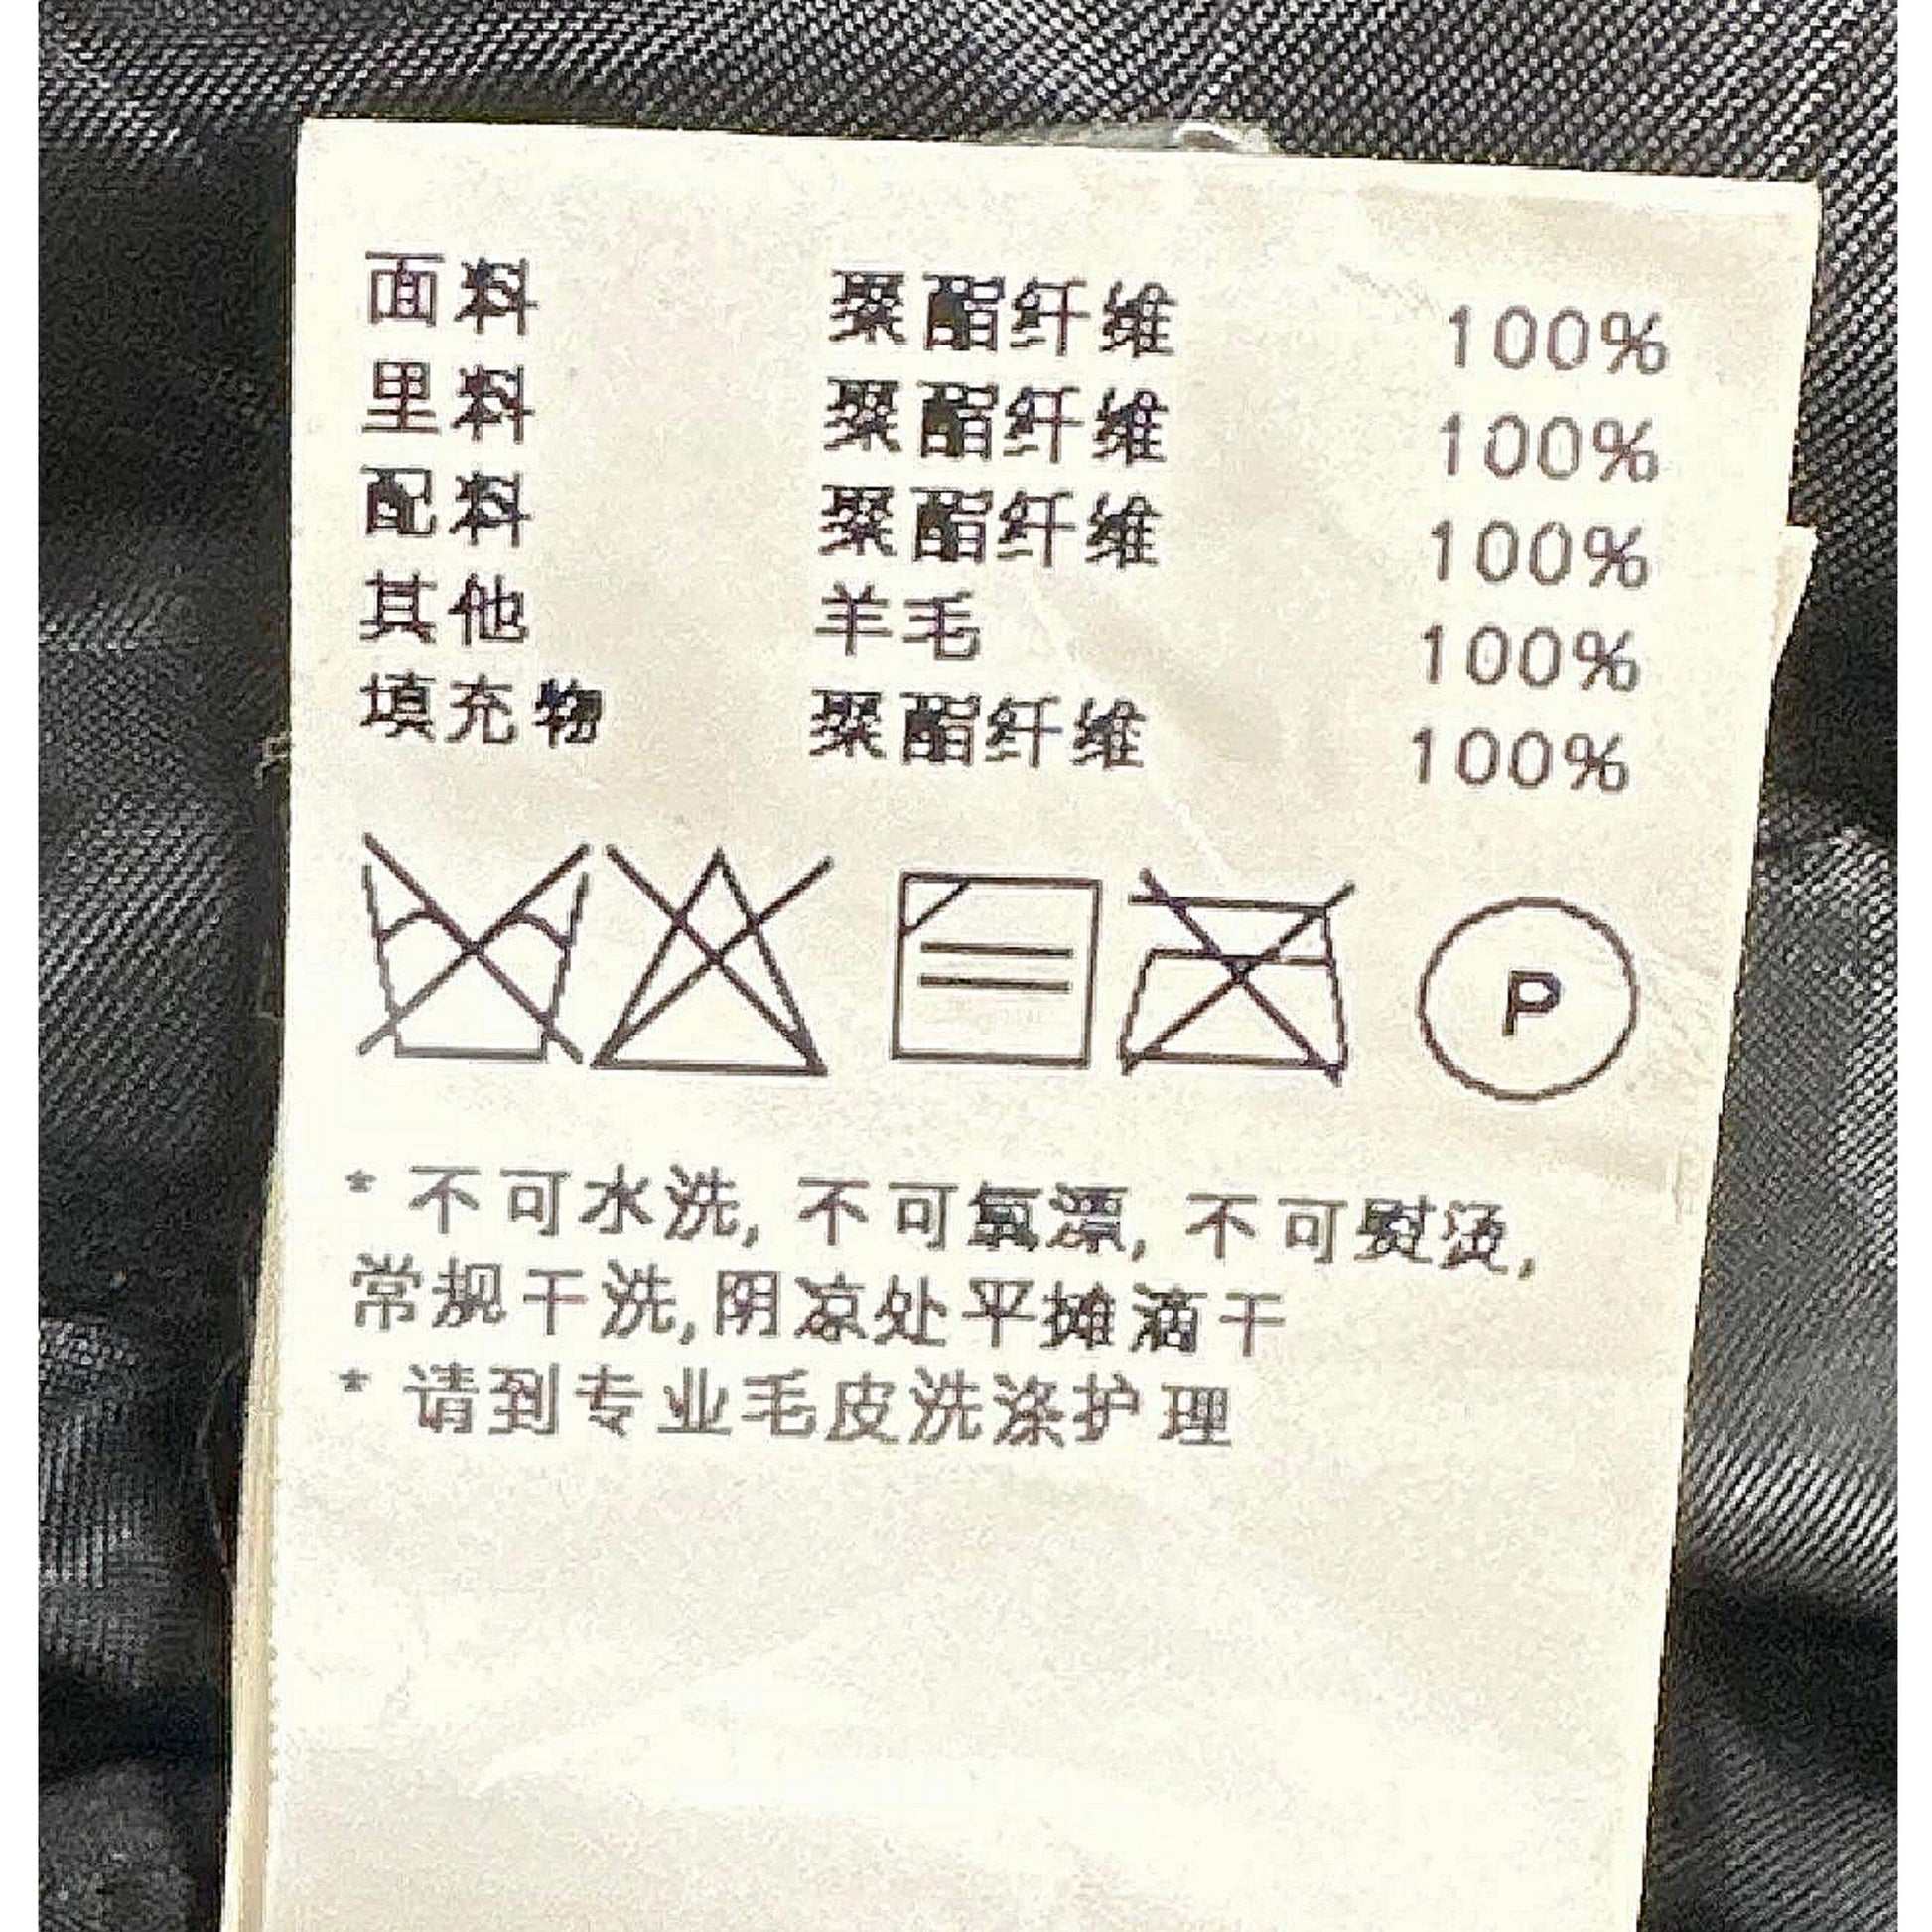 面料 聚酯纤维 100%
里料 聚酯纤维 100%
配料 聚酯纤维 100%
其他 羊毛 100%
填充物 聚酯纤维 100%
P
* 不可水洗, 不可氯漂, 不可熨烫,
常规干洗,阴凉处平摊滴干
* 请到专业毛皮洗涤护理